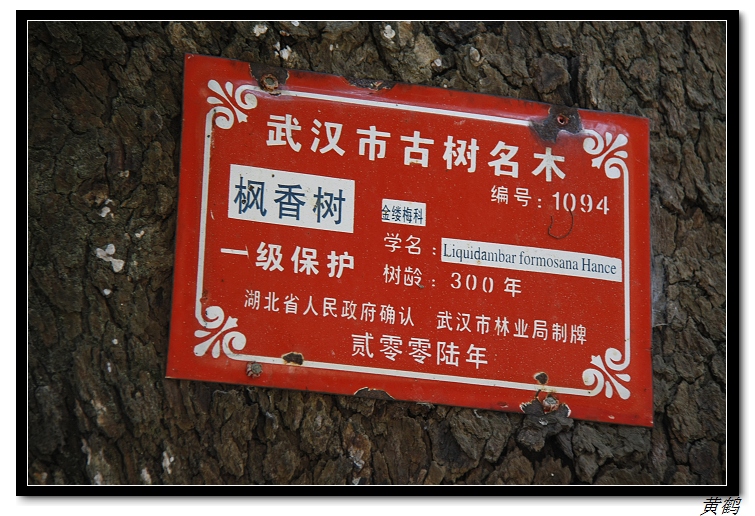 武汉市古树名木
编号：1094
枫香树 金缕梅科
学名：Liquidambar formosana Hance
一级保护
树龄：300年
湖北省人民政府确认 武汉市林业局制牌
贰零零陆年
黄鹤